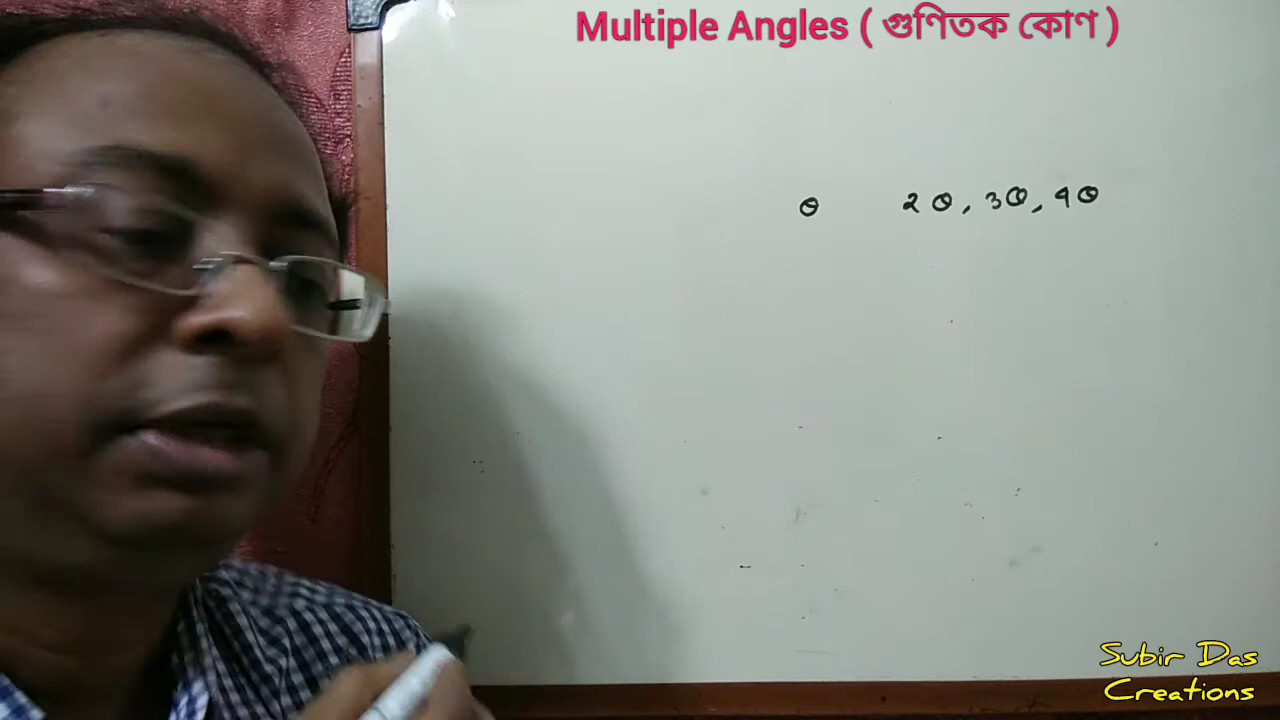 Multiple Angles ( গুণিতক কোণ )
θ 2θ, 3θ, 4θ
Subir Das
Creations